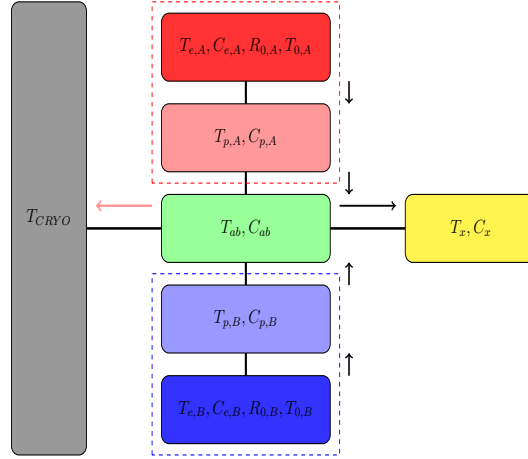 T_{e,A}, C_{e,A}, R_{0,A}, T_{0,A}
T_{p,A}, C_{p,A}
T_{CRYO}
T_{ab}, C_{ab}
T_x, C_x
T_{p,B}, C_{p,B}
T_{e,B}, C_{e,B}, R_{0,B}, T_{0,B}